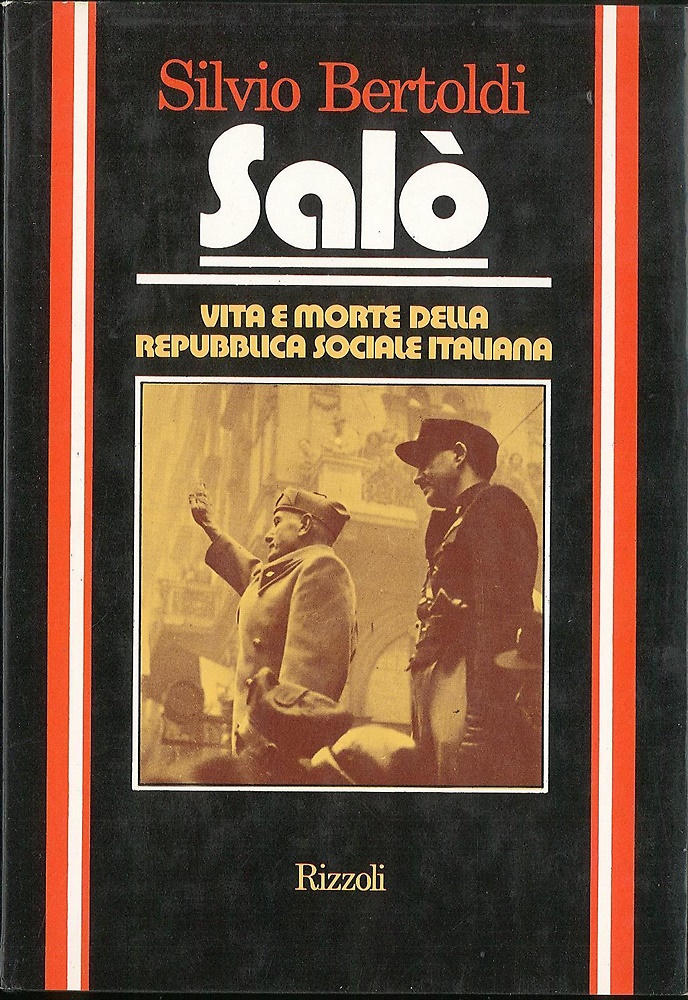 Silvio Bertoldi
Salò
VITA E MORTE DELLA
REPUBBLICA SOCIALE ITALIANA
Rizzoli